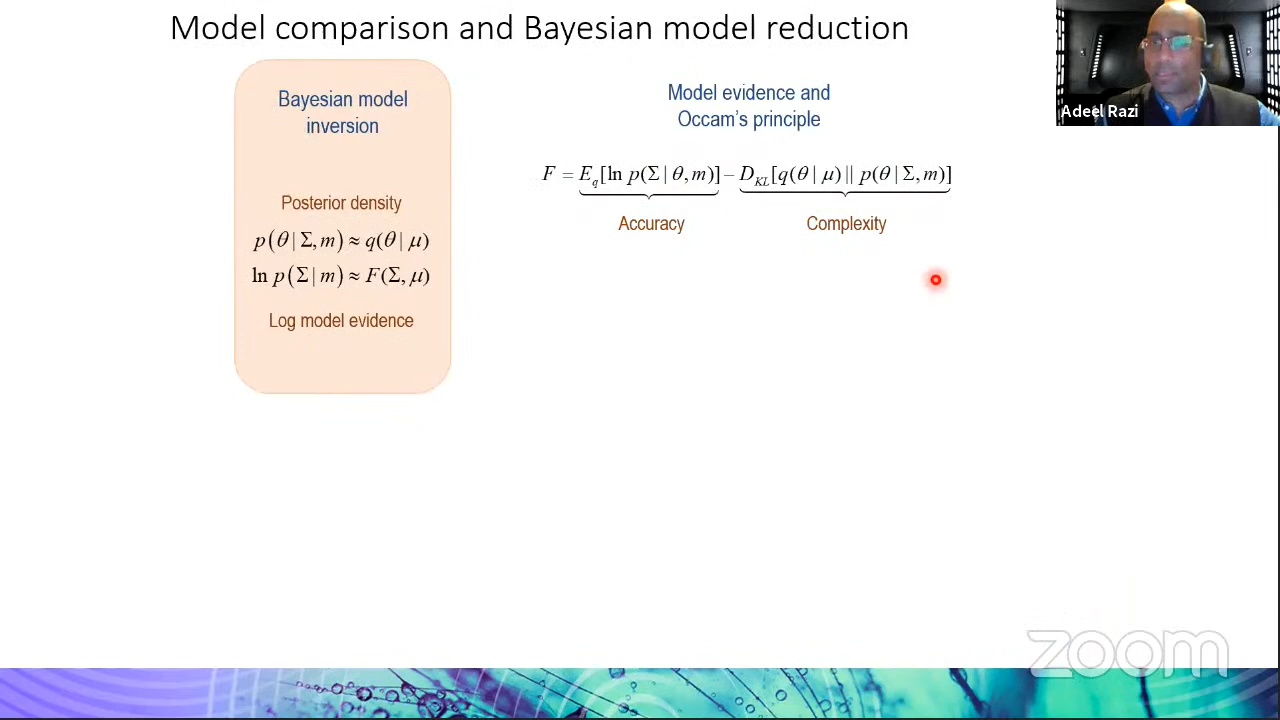 Model comparison and Bayesian model reduction
Bayesian model
inversion
Posterior density
p(θ | Σ, m) ≈ q(θ | μ)
ln p(Σ | m) ≈ F(Σ, μ)
Log model evidence
Model evidence and
Occam's principle
F = E_q[ln p(Σ | θ, m)] − D_KL[q(θ | μ) || p(θ | Σ, m)]
Accuracy Complexity
Adeel Razi
zoom